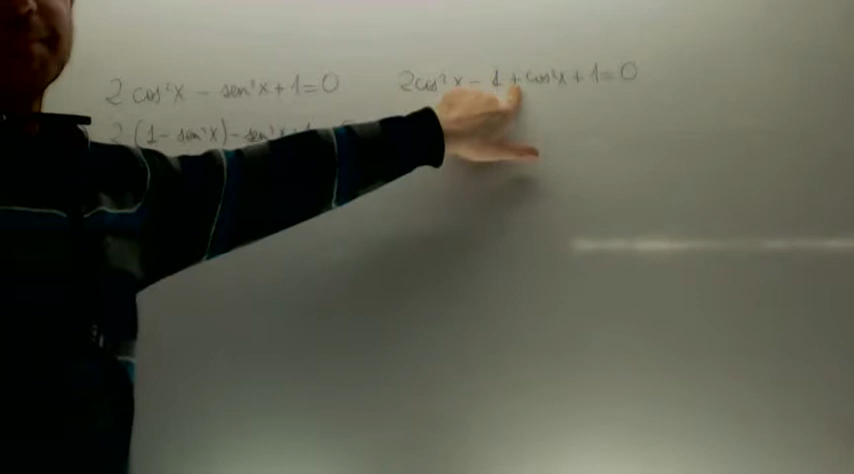 2 cos²x - sen²x + 1 = 0
2cos²x - 1 + cos²x + 1 = 0
2 (1 - sen²x) - sen²x